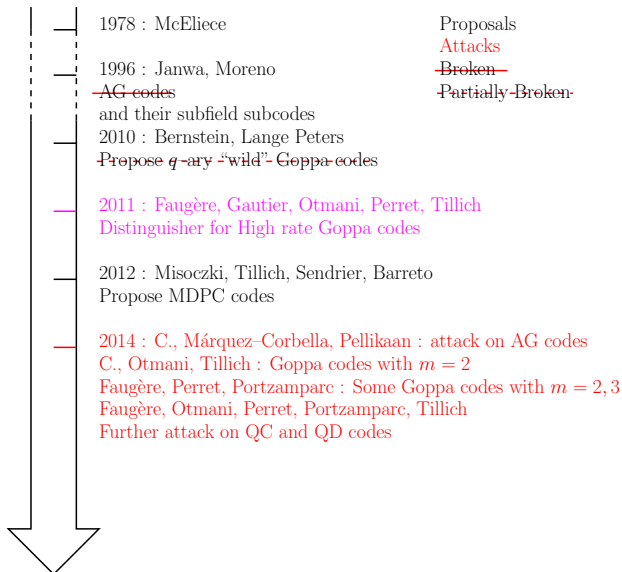 1978 : McEliece
Proposals
Attacks
1996 : Janwa, Moreno
Broken
AG codes
Partially Broken
and their subfield subcodes
2010 : Bernstein, Lange Peters
Propose q-ary “wild” Goppa codes
2011 : Faugère, Gautier, Otmani, Perret, Tillich
Distinguisher for High rate Goppa codes
2012 : Misoczki, Tillich, Sendrier, Barreto
Propose MDPC codes
2014 : C., Márquez–Corbella, Pellikaan : attack on AG codes
C., Otmani, Tillich : Goppa codes with m = 2
Faugère, Perret, Portzamparc : Some Goppa codes with m = 2, 3
Faugère, Otmani, Perret, Portzamparc, Tillich
Further attack on QC and QD codes